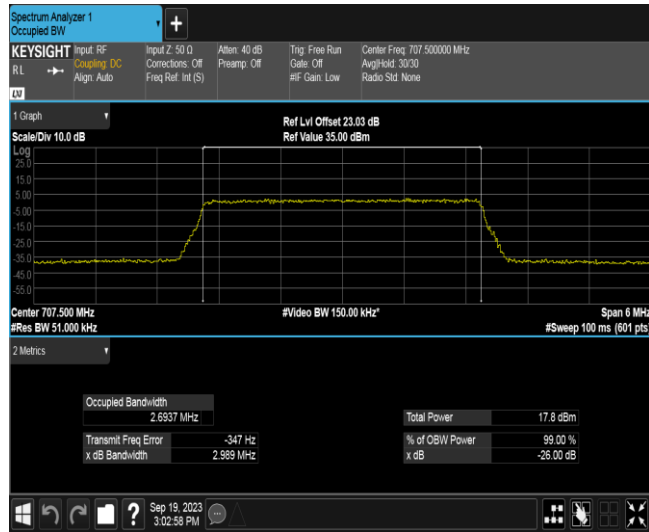 Spectrum Analyzer 1
Occupied BW
KEYSIGHT
RL
LXI
Input: RF
Coupling: DC
Align: Auto
Input Z: 50 Ω
Corrections: Off
Freq Ref: Int (S)
Atten: 40 dB
Preamp: Off
Trig: Free Run
Gate: Off
#IF Gain: Low
Center Freq: 707.500000 MHz
Avg|Hold: 30/30
Radio Std: None
1 Graph
Scale/Div 10.0 dB
Ref Lvl Offset 23.03 dB
Ref Value 35.00 dBm
Log
25.0
15.0
5.00
-5.00
-15.0
-25.0
-35.0
-45.0
-55.0
Center 707.500 MHz
#Res BW 51.000 kHz
#Video BW 150.00 kHz*
Span 6 MHz
#Sweep 100 ms (601 pts)
2 Metrics
Occupied Bandwidth
2.6937 MHz
Transmit Freq Error -347 Hz
x dB Bandwidth 2.989 MHz
Total Power 17.8 dBm
% of OBW Power 99.00 %
x dB -26.00 dB
?
Sep 19, 2023
3:02:58 PM